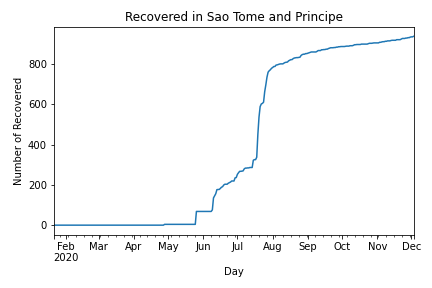 Recovered in Sao Tome and Principe
Number of Recovered
800
600
400
200
0
Feb Mar Apr May Jun Jul Aug Sep Oct Nov Dec
2020
Day